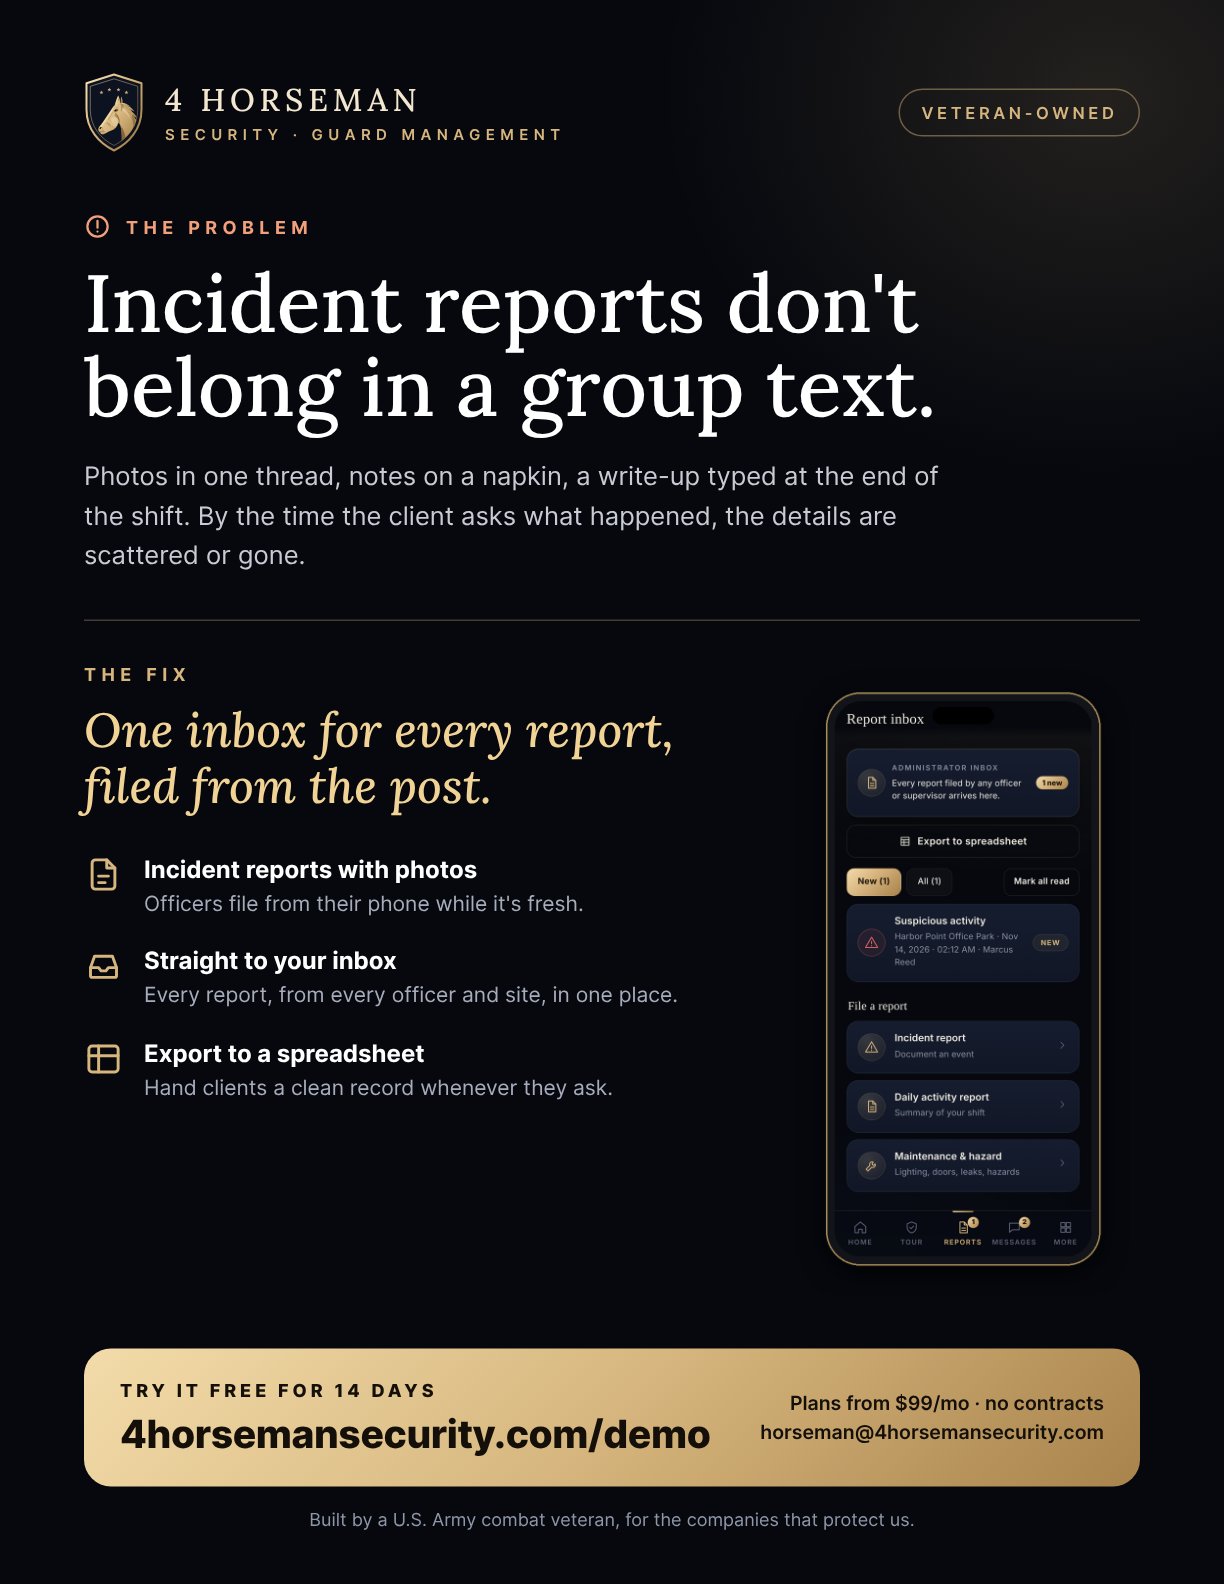 4 HORSEMAN
SECURITY · GUARD MANAGEMENT
VETERAN-OWNED
THE PROBLEM
Incident reports don't
belong in a group text.
Photos in one thread, notes on a napkin, a write-up typed at the end of
the shift. By the time the client asks what happened, the details are
scattered or gone.
THE FIX
One inbox for every report,
filed from the post.
Incident reports with photos
Officers file from their phone while it's fresh.
Straight to your inbox
Every report, from every officer and site, in one place.
Export to a spreadsheet
Hand clients a clean record whenever they ask.
Report inbox
ADMINISTRATOR INBOX
Every report filed by any officer
or supervisor arrives here.
1 new
Export to spreadsheet
New (1)
All (1)
Mark all read
Suspicious activity
Harbor Point Office Park · Nov
14, 2026 · 02:12 AM · Marcus
Reed
NEW
File a report
Incident report
Document an event
Daily activity report
Summary of your shift
Maintenance & hazard
Lighting, doors, leaks, hazards
1
2
HOME
TOUR
REPORTS
MESSAGES
MORE
TRY IT FREE FOR 14 DAYS
4horsemansecurity.com/demo
Plans from $99/mo · no contracts
horseman@4horsemansecurity.com
Built by a U.S. Army combat veteran, for the companies that protect us.